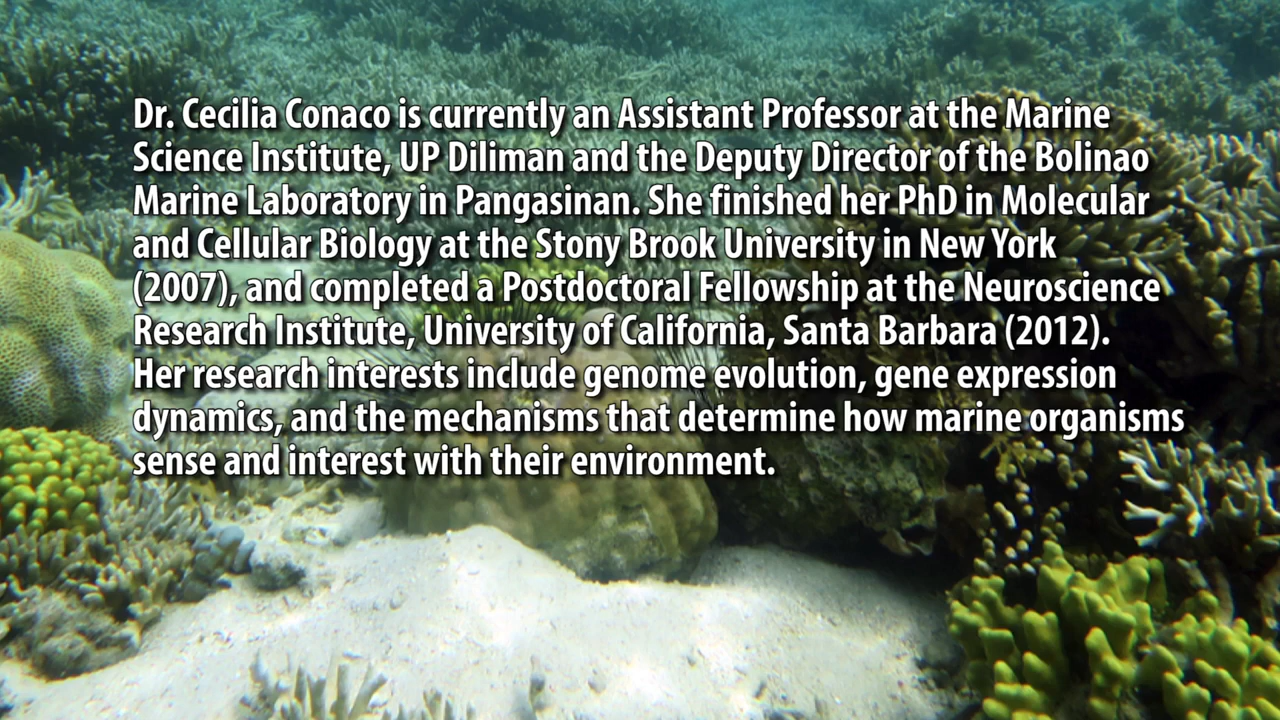 Dr. Cecilia Conaco is currently an Assistant Professor at the Marine
Science Institute, UP Diliman and the Deputy Director of the Bolinao
Marine Laboratory in Pangasinan. She finished her PhD in Molecular
and Cellular Biology at the Stony Brook University in New York
(2007), and completed a Postdoctoral Fellowship at the Neuroscience
Research Institute, University of California, Santa Barbara (2012).
Her research interests include genome evolution, gene expression
dynamics, and the mechanisms that determine how marine organisms
sense and interest with their environment.